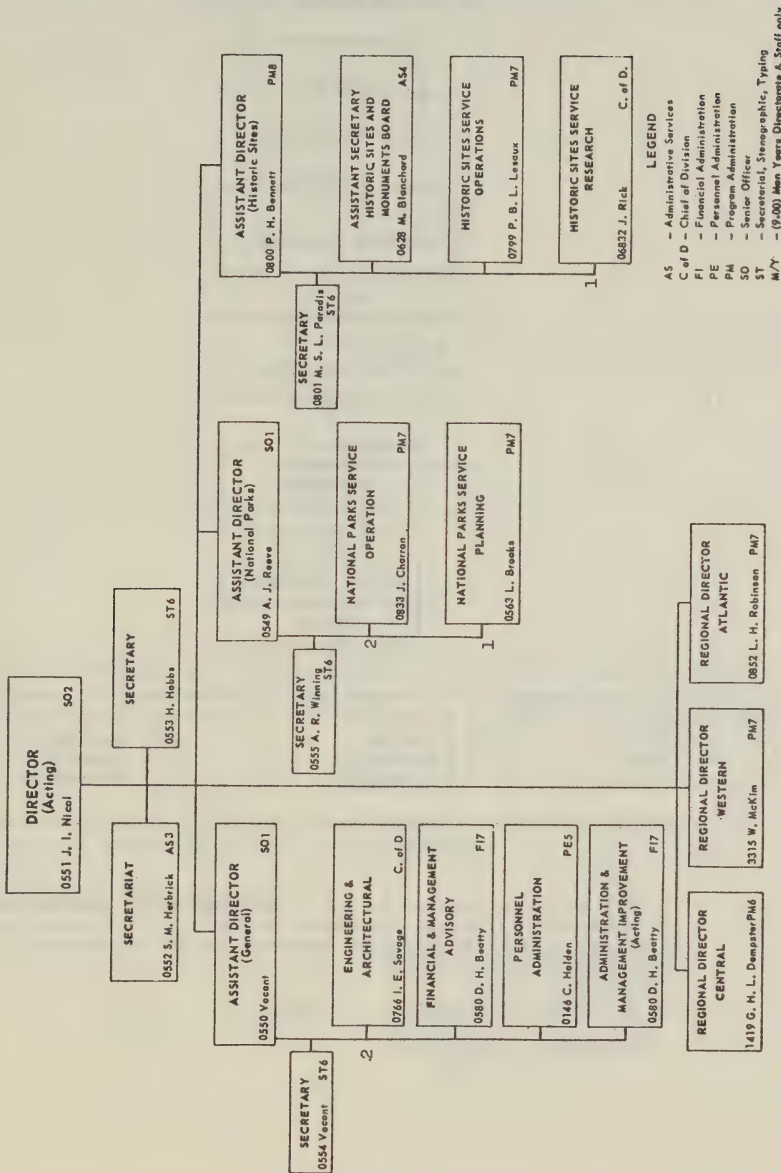 DIRECTOR
(Acting)
0551 J. I. Nicol SO2
SECRETARIAT
0552 S. M. Herbrick AS3
SECRETARY
0553 H. Hobbs ST6
ASSISTANT DIRECTOR
(General)
0550 Vacant SO1
SECRETARY
0554 Vacant ST6
ENGINEERING &
ARCHITECTURAL
0766 I. E. Savage C. of D
2
FINANCIAL & MANAGEMENT
ADVISORY
0580 D. H. Beatty FI7
PERSONNEL
ADMINISTRATION
0146 C. Holden PE5
ADMINISTRATION &
MANAGEMENT IMPROVEMENT
(Acting)
0580 D. H. Beatty FI7
ASSISTANT DIRECTOR
(National Parks)
0549 A. J. Reeve SO1
SECRETARY
0555 A. R. Winning
ST6
NATIONAL PARKS SERVICE
OPERATION
0833 J. Charron PM7
2
NATIONAL PARKS SERVICE
PLANNING
0563 L. Brooks PM7
1
ASSISTANT DIRECTOR
(Historic Sites)
0800 P. H. Bennett PM8
SECRETARY
0801 M. S. L. Paradis
ST6
ASSISTANT SECRETARY
HISTORIC SITES AND
MONUMENTS BOARD
0628 M. Blanchard AS4
HISTORIC SITES SERVICE
OPERATIONS
0799 P. B. L. Lesaux PM7
HISTORIC SITES SERVICE
RESEARCH
06832 J. Rick C. of D.
1
REGIONAL DIRECTOR
CENTRAL
1419 G. H. L. Dempster PM6
REGIONAL DIRECTOR
WESTERN
3315 W. McKim PM7
REGIONAL DIRECTOR
ATLANTIC
0852 L. H. Robinson PM7
LEGEND
AS - Administrative Services
C of D - Chief of Division
FI - Financial Administration
PE - Personnel Administration
PM - Program Administration
SO - Senior Officer
ST - Secretarial, Stenographic, Typing
M/Y - (9.00) Man Years Directorate & Staff only